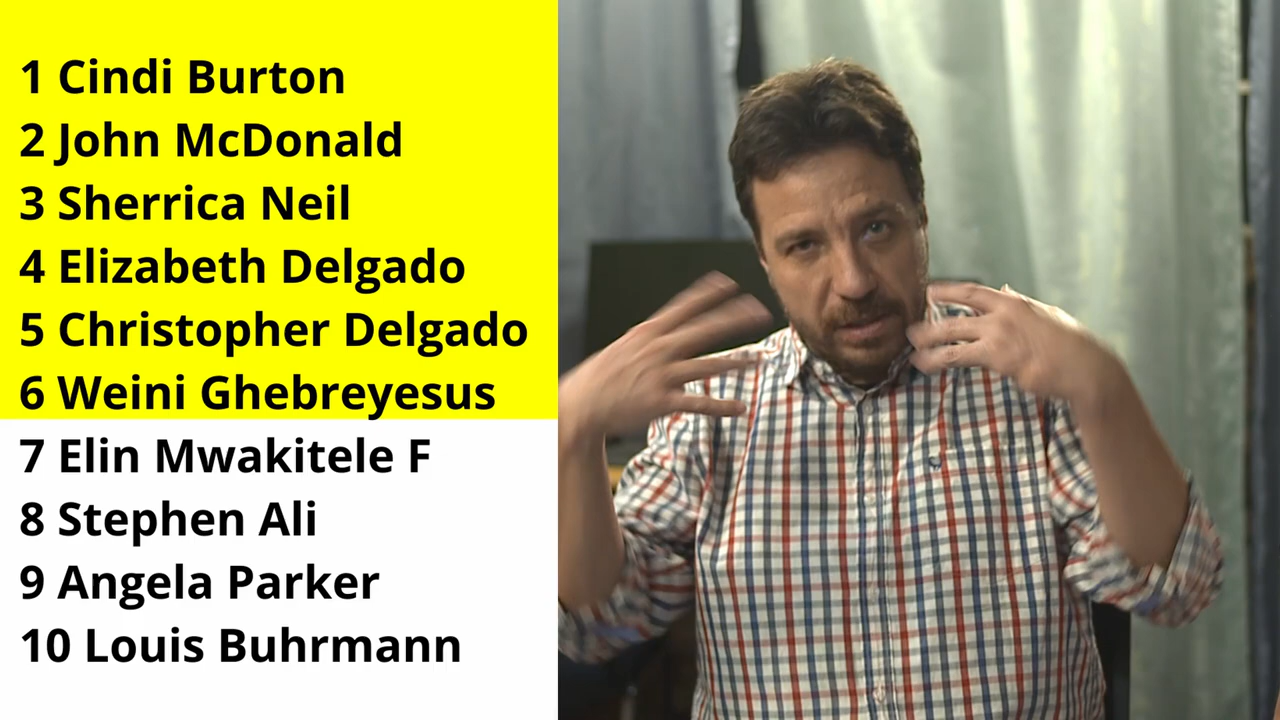 1 Cindi Burton
2 John McDonald
3 Sherrica Neil
4 Elizabeth Delgado
5 Christopher Delgado
6 Weini Ghebreyesus
7 Elin Mwakitele F
8 Stephen Ali
9 Angela Parker
10 Louis Buhrmann